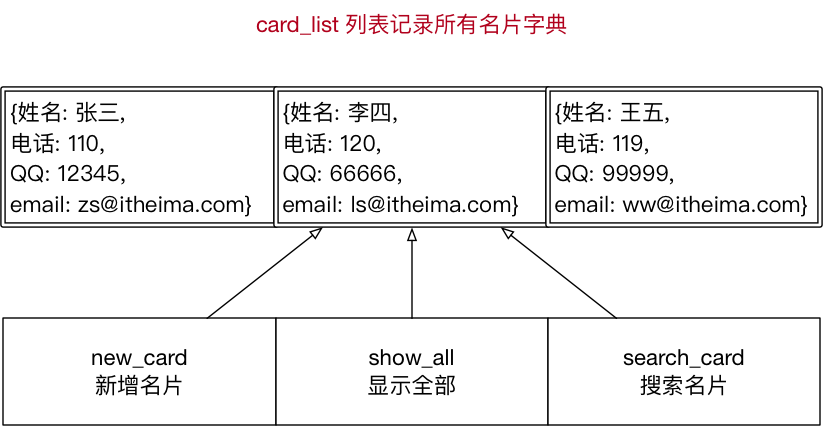 card_list 列表记录所有名片字典
{姓名: 张三,
电话: 110,
QQ: 12345,
email: zs@itheima.com}
{姓名: 李四,
电话: 120,
QQ: 66666,
email: ls@itheima.com}
{姓名: 王五,
电话: 119,
QQ: 99999,
email: ww@itheima.com}
new_card
新增名片
show_all
显示全部
search_card
搜索名片